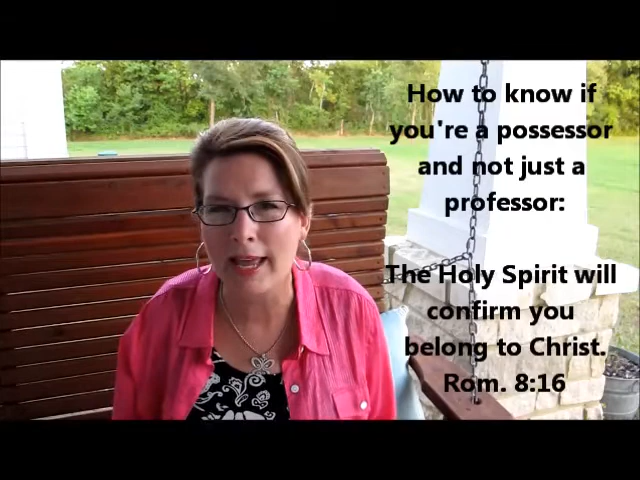 How to know if
you're a possessor
and not just a
professor:
The Holy Spirit will
confirm you
belong to Christ.
Rom. 8:16